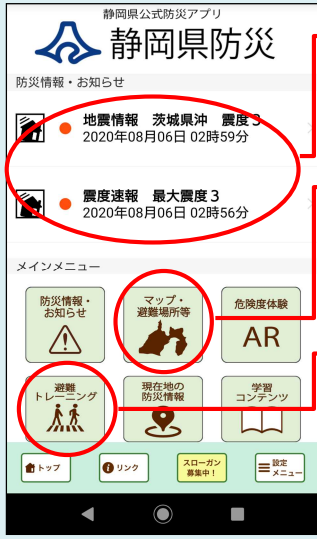 静岡県公式防災アプリ
静岡県防災
防災情報・お知らせ
地震情報 茨城県沖 震度3
2020年08月06日 02時59分
震度速報 最大震度3
2020年08月06日 02時56分
メインメニュー
防災情報・
お知らせ
マップ・
避難場所等
危険度体験
AR
避難
トレーニング
現在地の
防災情報
学習
コンテンツ
トップ
リンク
スローガン
募集中！
設定
メニュー